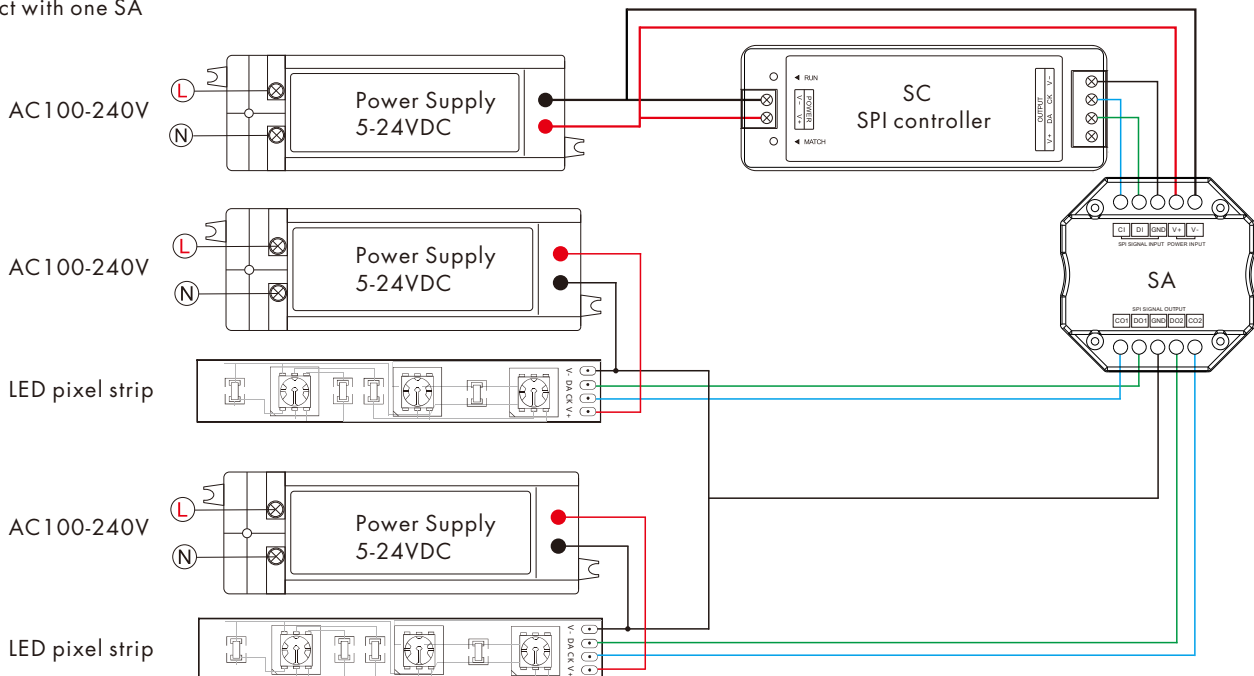 ct with one SA
AC100-240V
L
N
Power Supply
5-24VDC
RUN
POWER
V- V+
MATCH
SC
SPI controller
OUTPUT
V+ DA CK V-
CI DI GND V+ V-
SPI SIGNAL INPUT POWER INPUT
SA
SPI SIGNAL OUTPUT
CO1 DO1 GND DO2 CO2
AC100-240V
L
N
Power Supply
5-24VDC
LED pixel strip
V- DA CK V+
AC100-240V
L
N
Power Supply
5-24VDC
LED pixel strip
V- DA CK V+